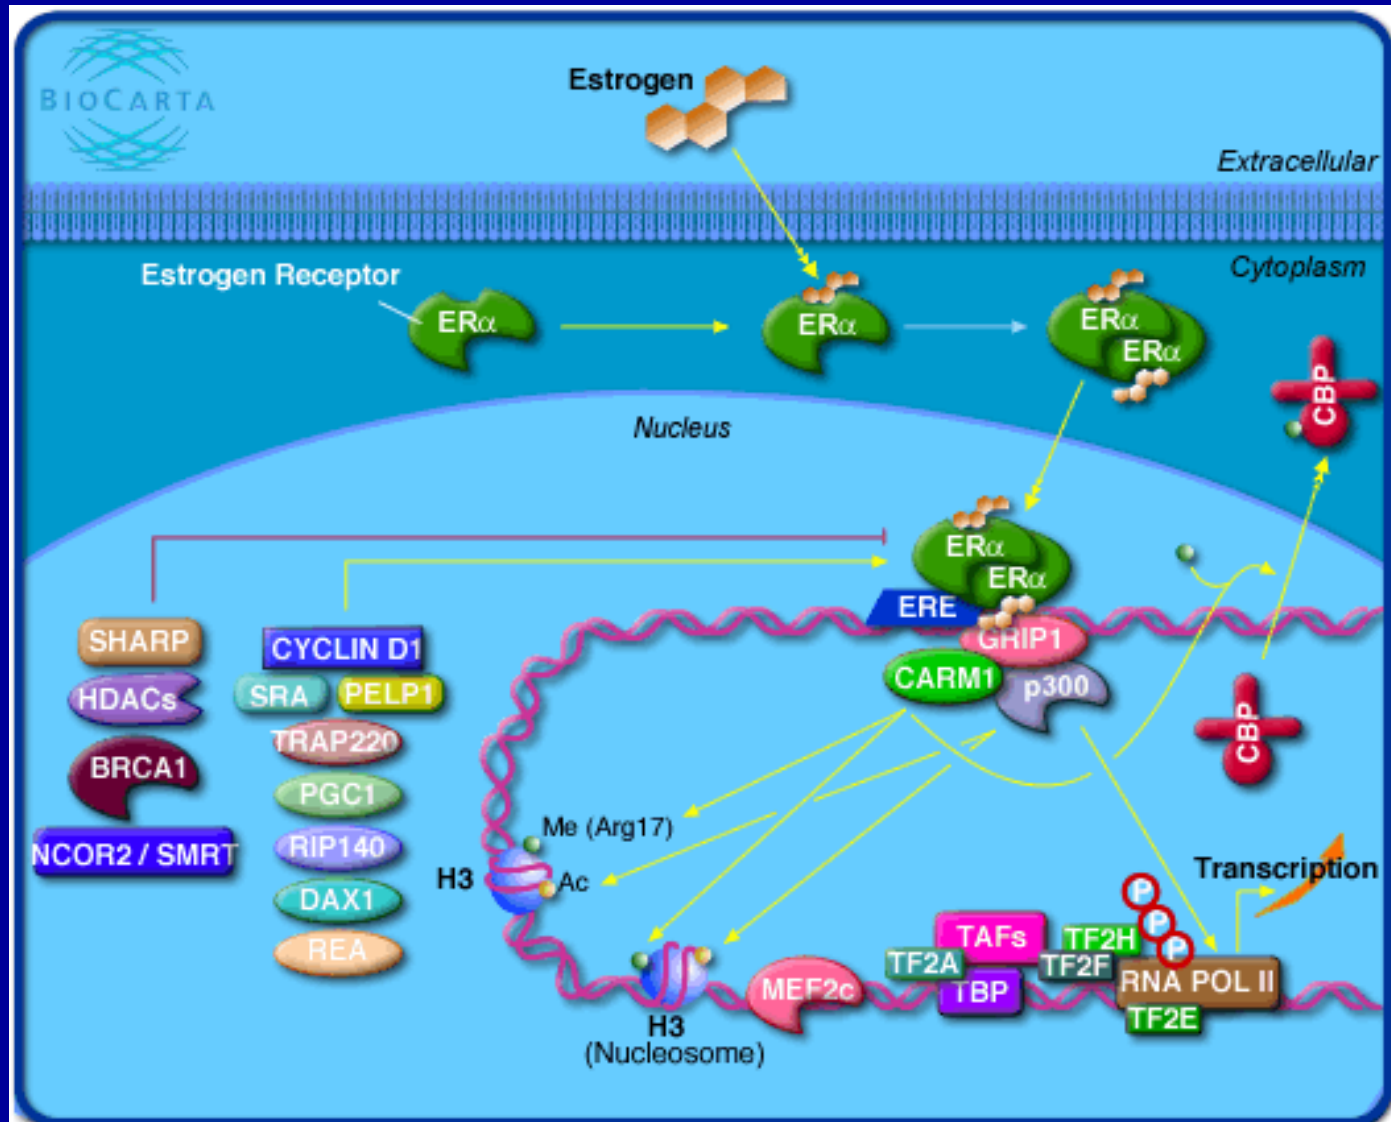 BIOCARTA
Estrogen
Extracellular
Cytoplasm
Estrogen Receptor
ERα
ERα
ERα
ERα
CBP
Nucleus
ERα
ERα
ERE
GRIP1
CARM1
p300
CBP
SHARP
HDACs
BRCA1
NCOR2 / SMRT
CYCLIN D1
SRA
PELP1
TRAP220
PGC1
RIP140
DAX1
REA
Me (Arg17)
H3
Ac
H3
(Nucleosome)
MEF2c
Transcription
P
P
P
TAFs
TF2H
TF2A
TF2F
TBP
RNA POL II
TF2E